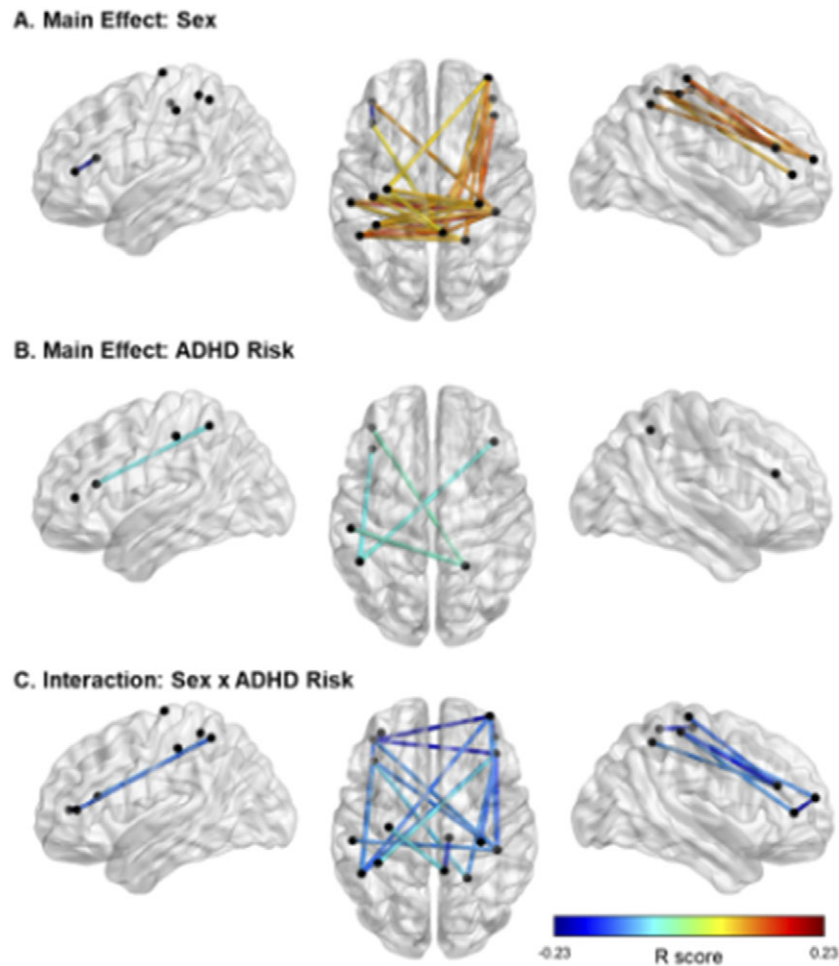 A. Main Effect: Sex
B. Main Effect: ADHD Risk
C. Interaction: Sex x ADHD Risk
-0.23 R score 0.23